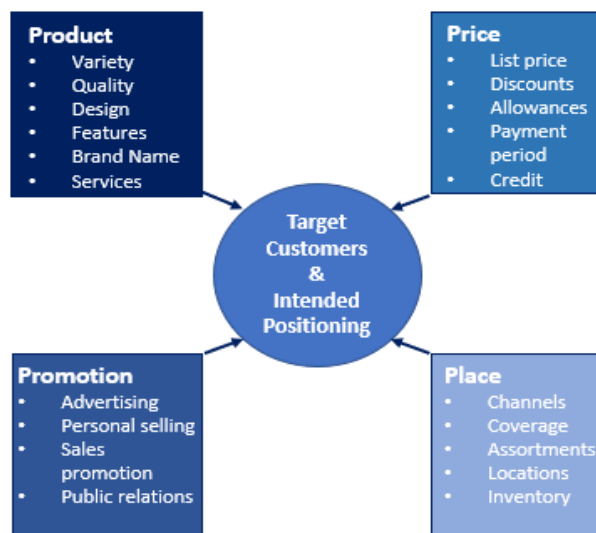 Product
• Variety
• Quality
• Design
• Features
• Brand Name
• Services
Price
• List price
• Discounts
• Allowances
• Payment
period
• Credit
Target
Customers
&
Intended
Positioning
Promotion
• Advertising
• Personal selling
• Sales
promotion
• Public relations
Place
• Channels
• Coverage
• Assortments
• Locations
• Inventory